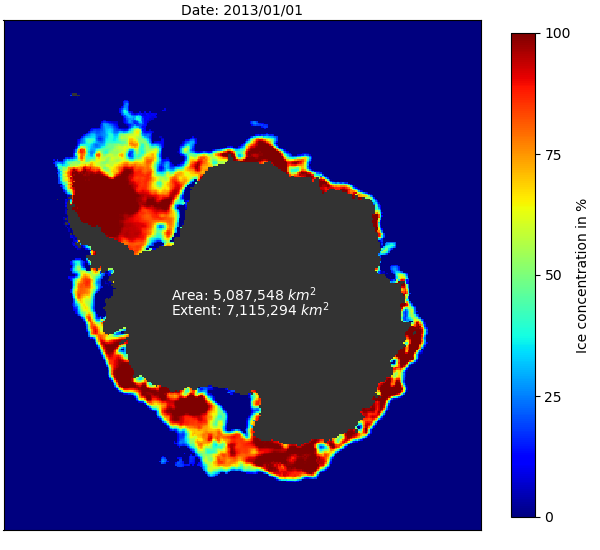 Date: 2013/01/01
Area: 5,087,548 km²
Extent: 7,115,294 km²
100
75
50
25
0
Ice concentration in %